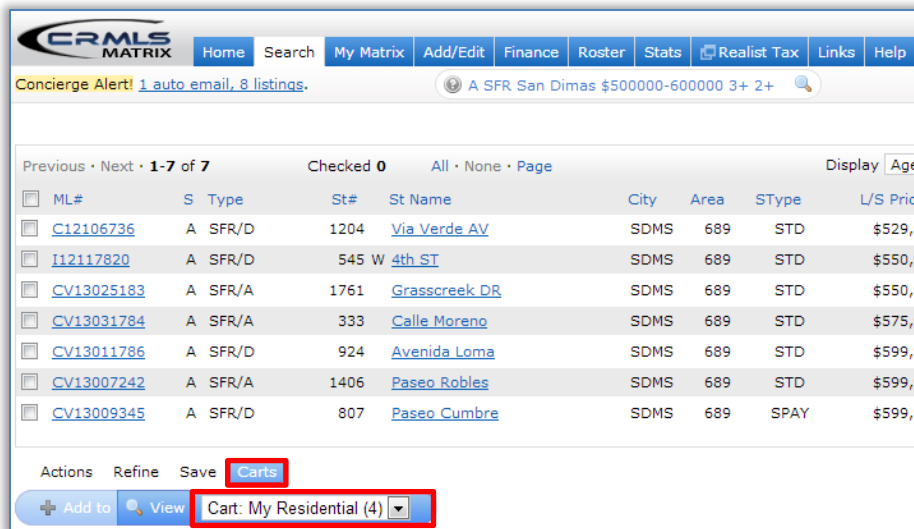 CRMLS
MATRIX
Home Search My Matrix Add/Edit Finance Roster Stats Realist Tax Links Help
Concierge Alert! 1 auto email, 8 listings. ? A SFR San Dimas $500000-600000 3+ 2+
Previous · Next · 1-7 of 7 Checked 0 All · None · Page Display Age
ML# S Type St# St Name City Area SType L/S Pric
C12106736 A SFR/D 1204 Via Verde AV SDMS 689 STD $529,
I12117820 A SFR/D 545 W 4th ST SDMS 689 STD $550,
CV13025183 A SFR/A 1761 Grasscreek DR SDMS 689 STD $550,
CV13031784 A SFR/A 333 Calle Moreno SDMS 689 STD $575,
CV13011786 A SFR/D 924 Avenida Loma SDMS 689 STD $599,
CV13007242 A SFR/A 1406 Paseo Robles SDMS 689 STD $599,
CV13009345 A SFR/D 807 Paseo Cumbre SDMS 689 SPAY $599,
Actions Refine Save Carts
Add to View Cart: My Residential (4)